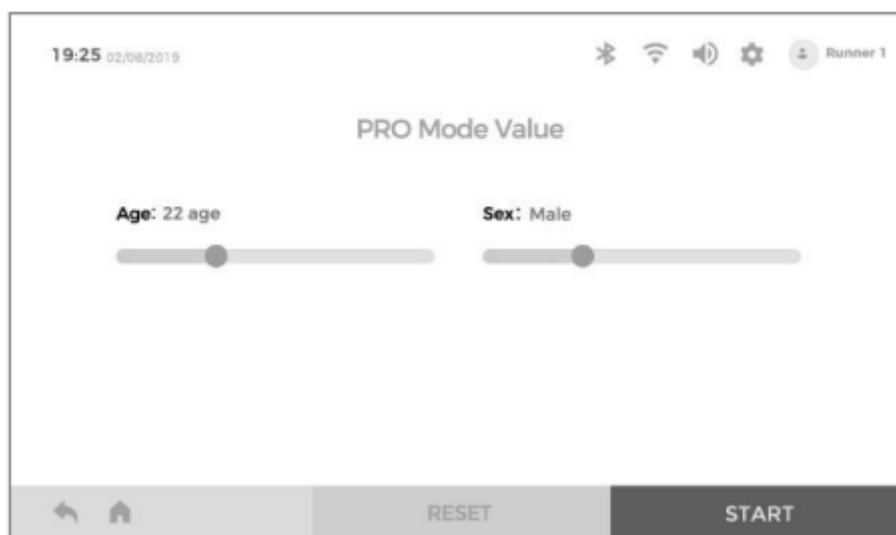 19:25 02/08/2019 Runner 1
PRO Mode Value
Age: 22 age Sex: Male
RESET START